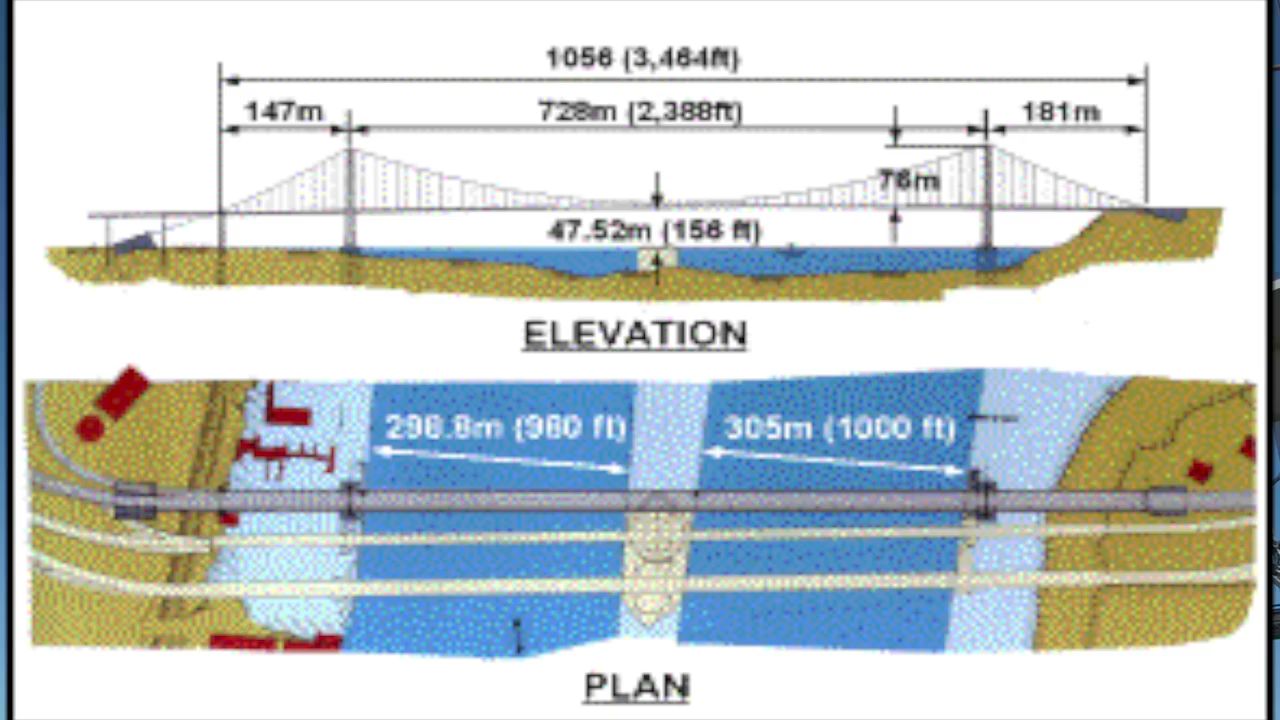 1056 (3,464ft)
147m 728m (2,388ft) 181m
76m
47.52m (156 ft)
ELEVATION
298.8m (980 ft) 305m (1000 ft)
PLAN